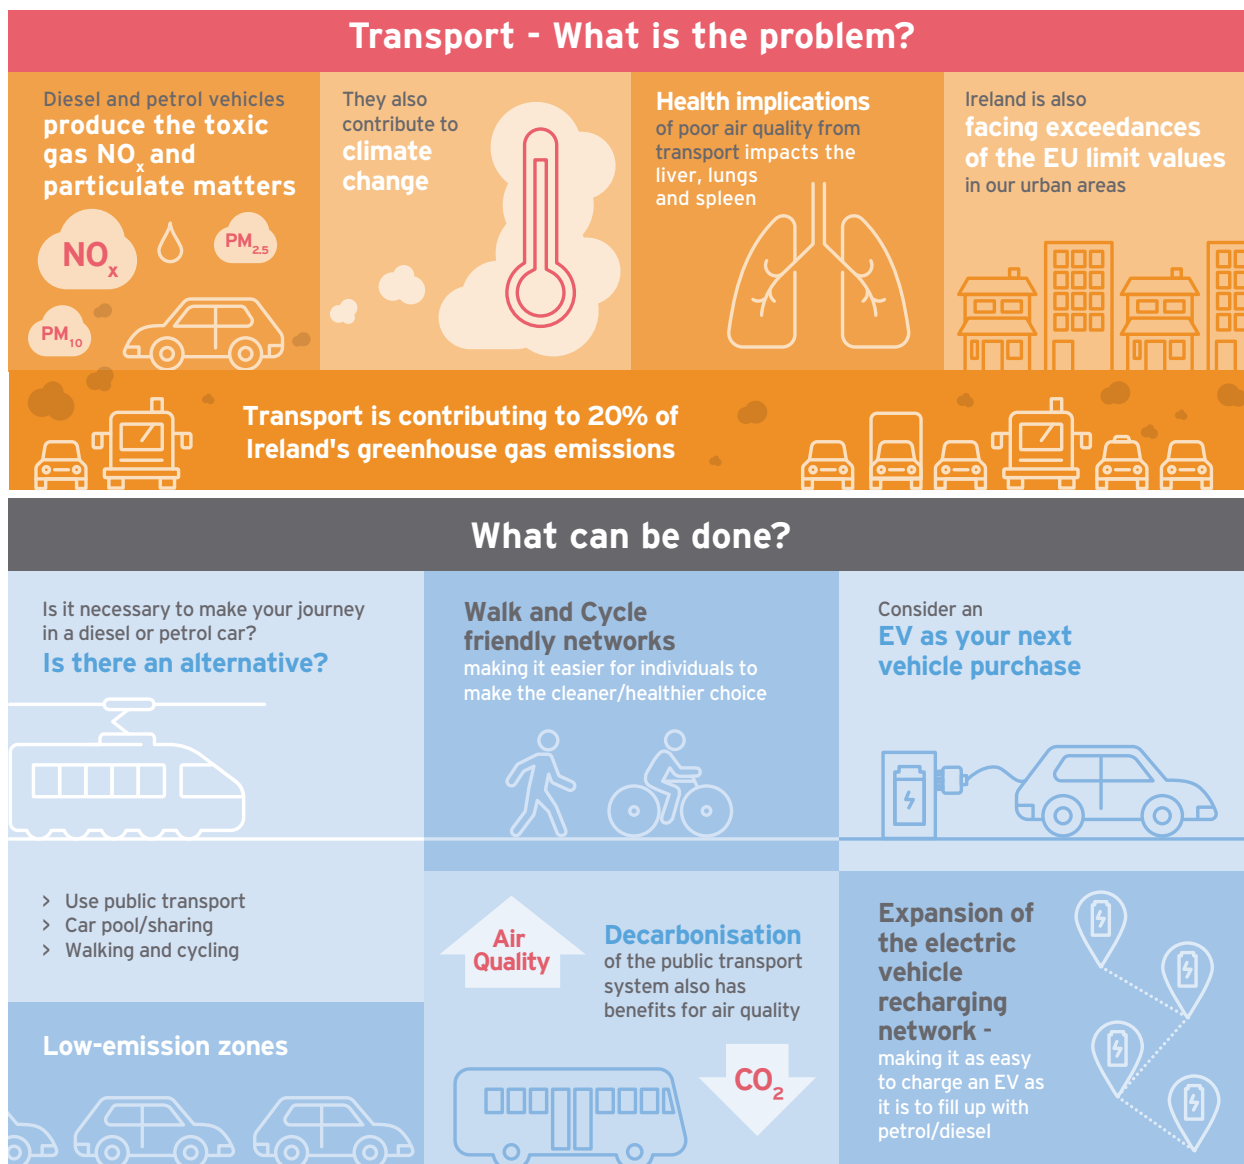 Transport - What is the problem?
Diesel and petrol vehicles
produce the toxic
gas NOx and
particulate matters
NOx
PM2.5
PM10
They also
contribute to
climate
change
Health implications
of poor air quality from
transport impacts the
liver, lungs
and spleen
Ireland is also
facing exceedances
of the EU limit values
in our urban areas
Transport is contributing to 20% of
Ireland's greenhouse gas emissions
What can be done?
Is it necessary to make your journey
in a diesel or petrol car?
Is there an alternative?
> Use public transport
> Car pool/sharing
> Walking and cycling
Low-emission zones
Walk and Cycle
friendly networks
making it easier for individuals to
make the cleaner/healthier choice
Air
Quality
Decarbonisation
of the public transport
system also has
benefits for air quality
CO2
Consider an
EV as your next
vehicle purchase
Expansion of
the electric
vehicle
recharging
network -
making it as easy
to charge an EV as
it is to fill up with
petrol/diesel